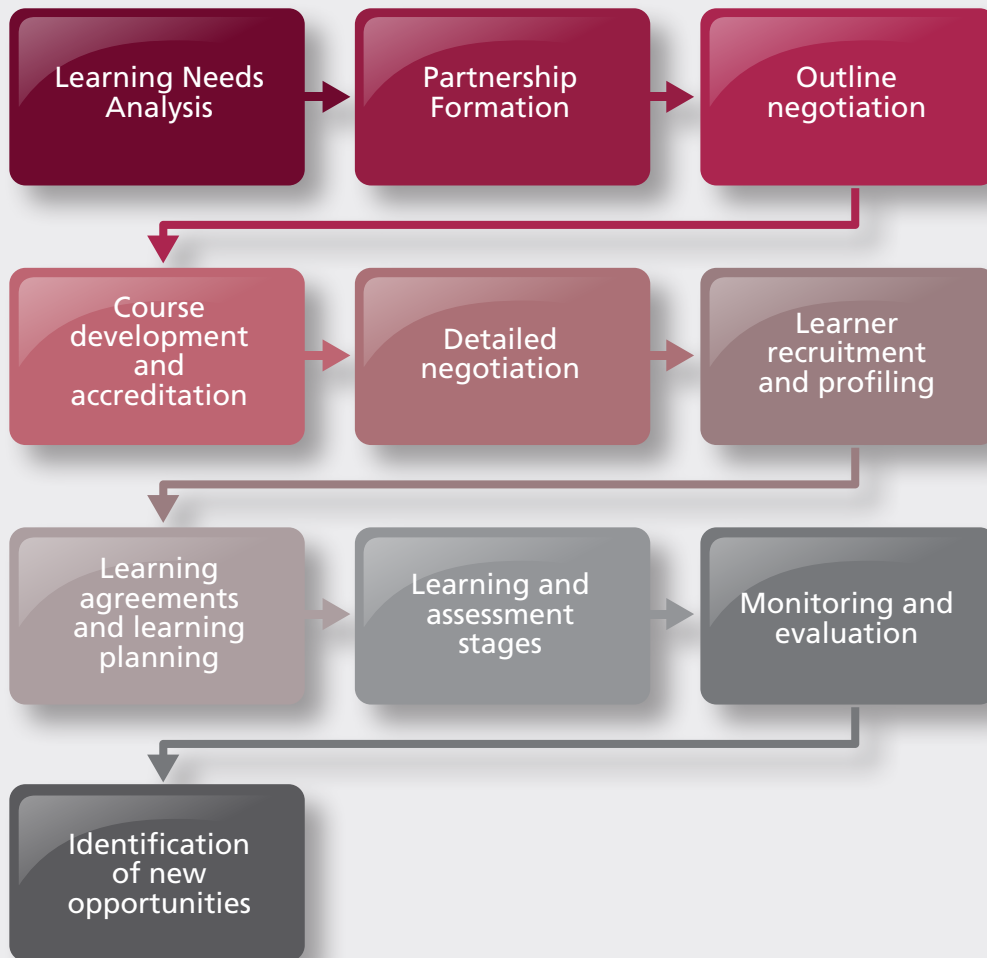 Learning Needs
Analysis
Partnership
Formation
Outline
negotiation
Course
development
and
accreditation
Detailed
negotiation
Learner
recruitment
and profiling
Learning
agreements
and learning
planning
Learning and
assessment
stages
Monitoring and
evaluation
Identification
of new
opportunities